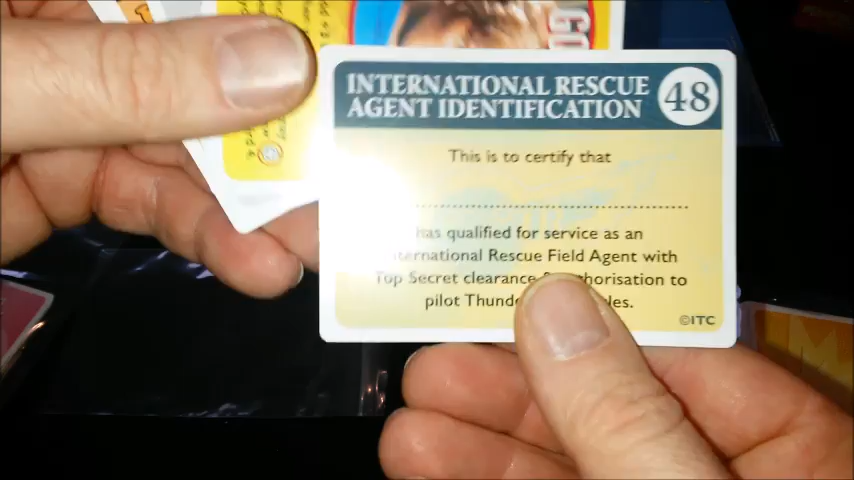 INTERNATIONAL RESCUE
AGENT IDENTIFICATION
48
This is to certify that
has qualified for service as an
International Rescue Field Agent with
Top Secret clearance & to
pilot
©ITC